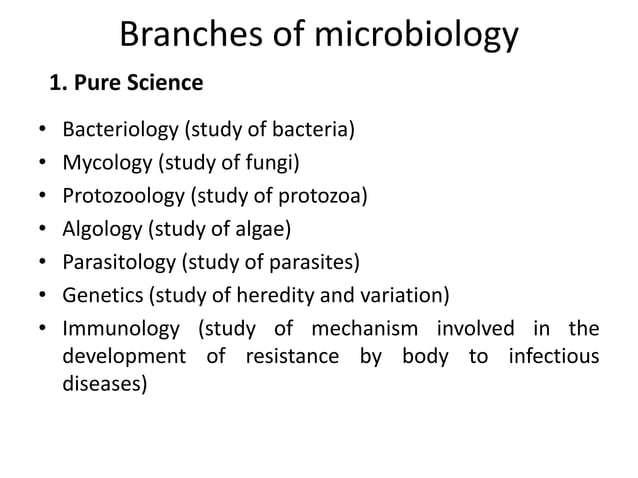 Branches of microbiology
1. Pure Science
• Bacteriology (study of bacteria)
• Mycology (study of fungi)
• Protozoology (study of protozoa)
• Algology (study of algae)
• Parasitology (study of parasites)
• Genetics (study of heredity and variation)
• Immunology (study of mechanism involved in the
development of resistance by body to infectious
diseases)